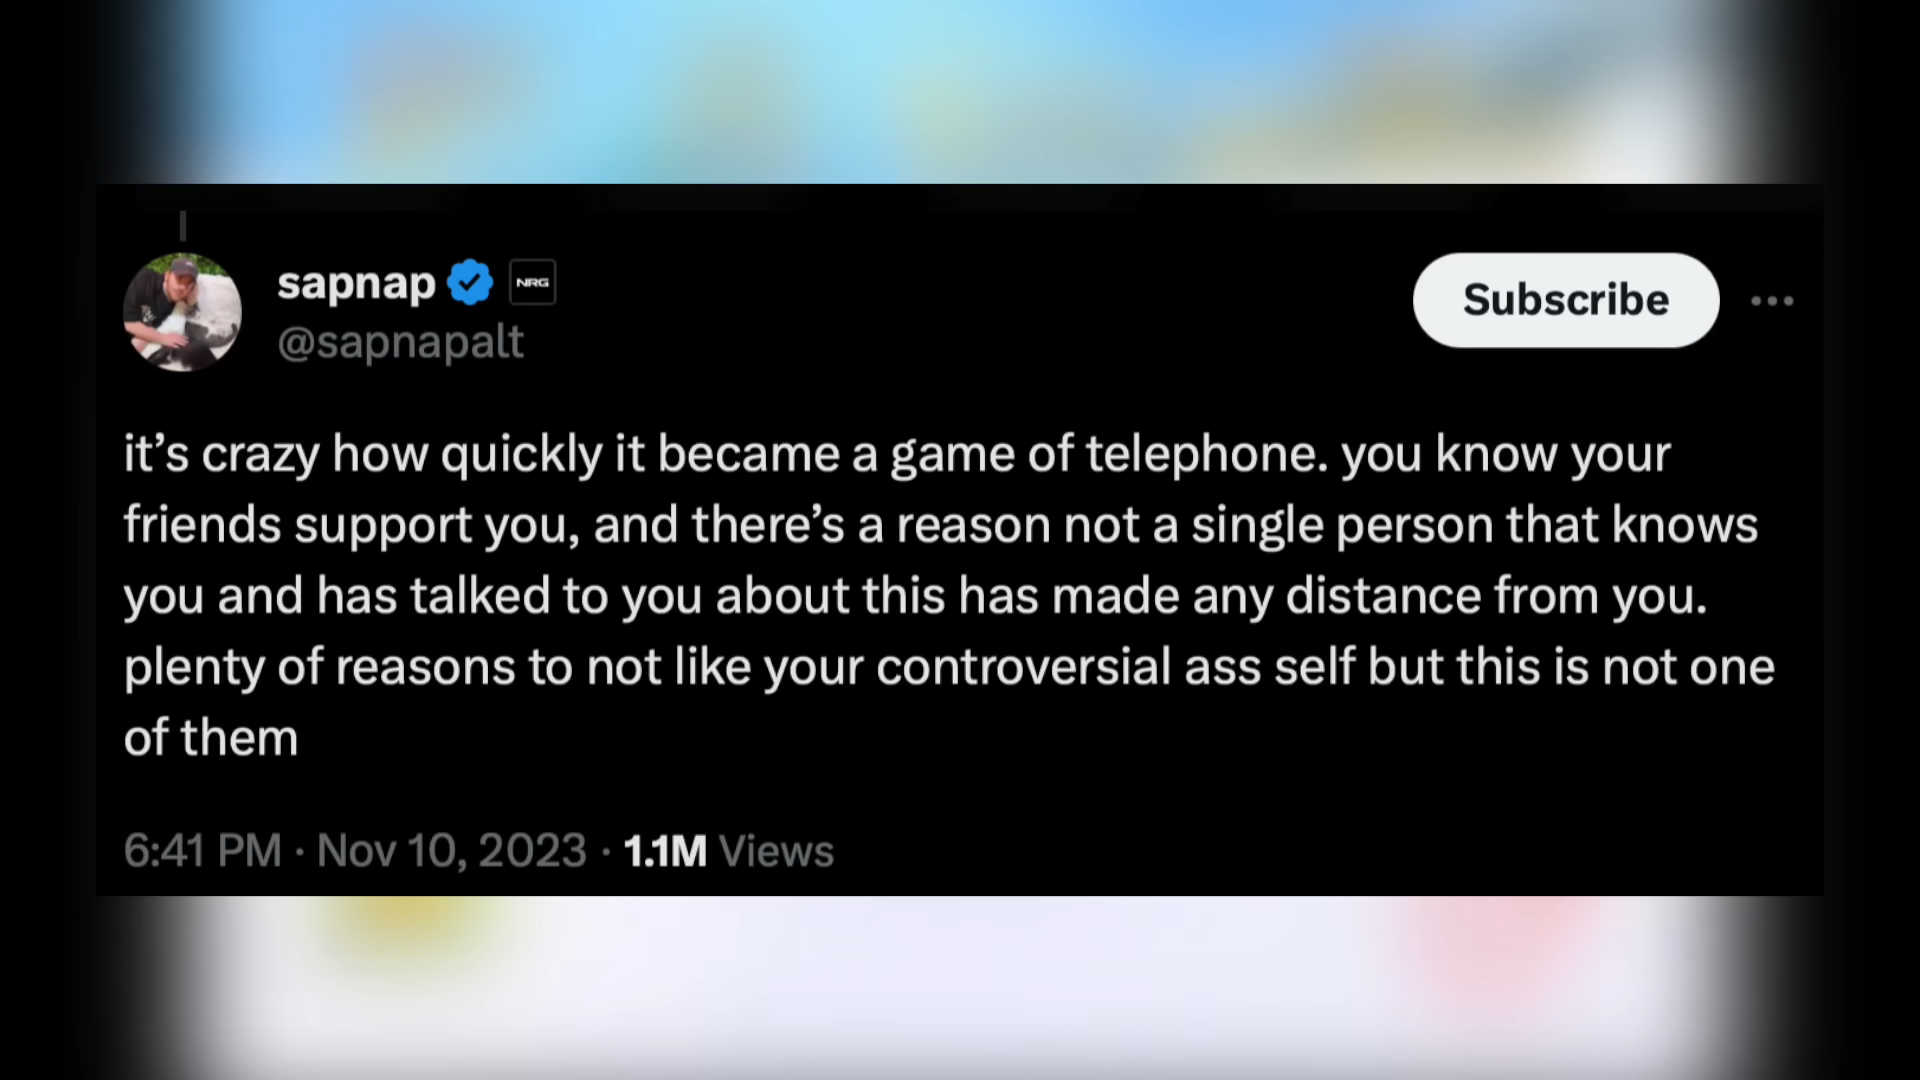 sapnap NRG
@sapnapalt
Subscribe
it’s crazy how quickly it became a game of telephone. you know your
friends support you, and there’s a reason not a single person that knows
you and has talked to you about this has made any distance from you.
plenty of reasons to not like your controversial ass self but this is not one
of them
6:41 PM · Nov 10, 2023 · 1.1M Views